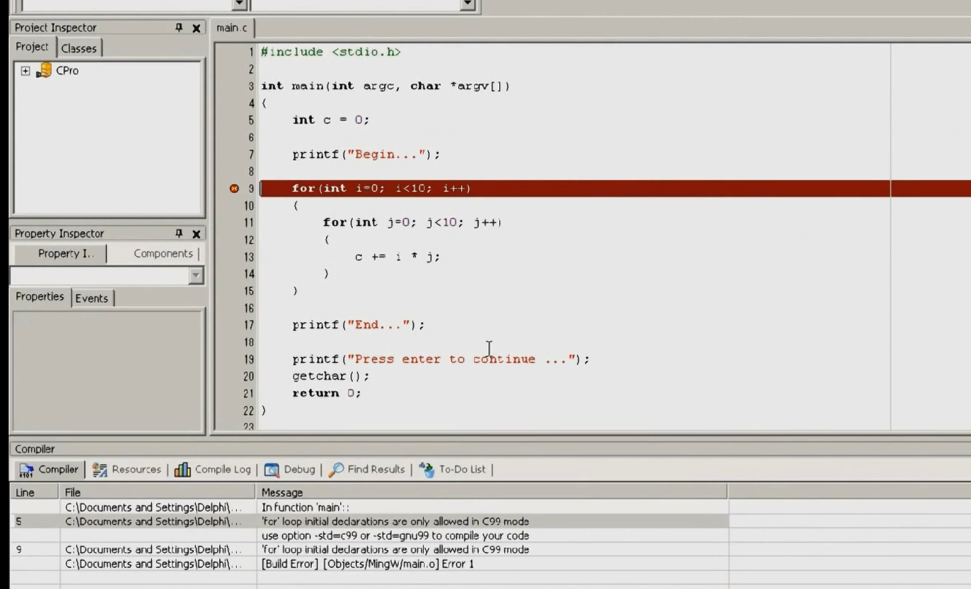 Project Inspector
main.c
Project Classes
CPro
1 #include <stdio.h>
2
3 int main(int argc, char *argv[])
4 {
5 int c = 0;
6
7 printf("Begin...");
8
9 for(int i=0; i<10; i++)
10 {
11 for(int j=0; j<10; j++)
12 {
13 c += i * j;
14 }
15 }
16
17 printf("End...");
18
19 printf("Press enter to continue ...");
20 getchar();
21 return 0;
22 }
23
Property Inspector
Property I.. Components
Properties Events
Compiler
Compiler Resources Compile Log Debug Find Results To-Do List
Line File Message
C:\Documents and Settings\Delphi\... In function 'main'::
5 C:\Documents and Settings\Delphi\... 'for' loop initial declarations are only allowed in C99 mode
use option -std=c99 or -std=gnu99 to compile your code
9 C:\Documents and Settings\Delphi\... 'for' loop initial declarations are only allowed in C99 mode
C:\Documents and Settings\Delphi\... [Build Error] [Objects/MingW/main.o] Error 1